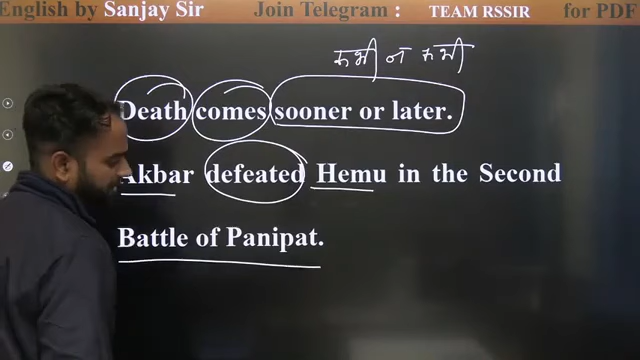 English by Sanjay Sir Join Telegram : TEAM RSSIR for PDF
कभी न कभी
Death comes sooner or later.
Akbar defeated Hemu in the Second
Battle of Panipat.